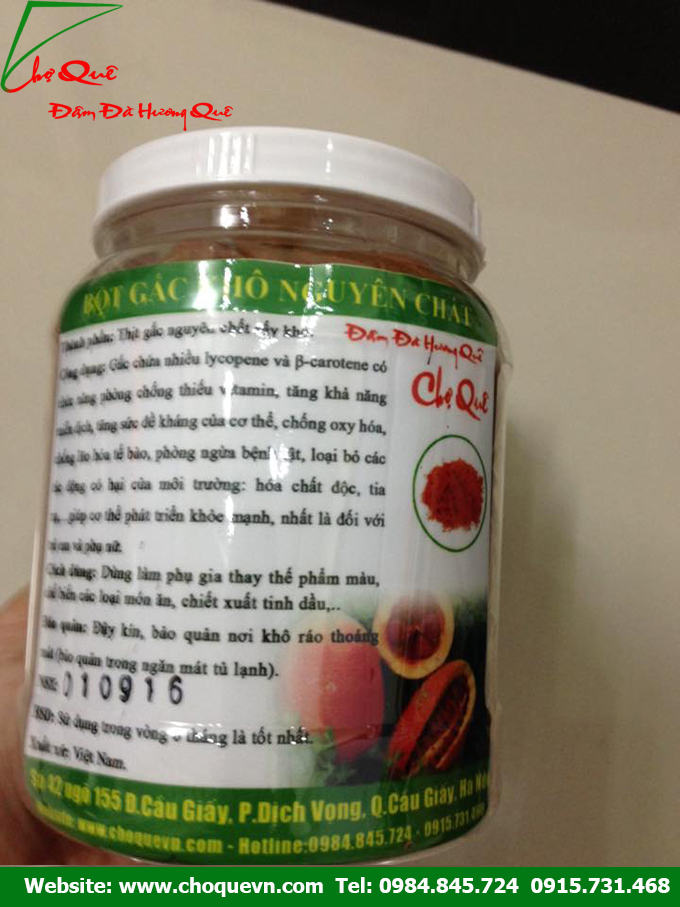 Chợ Quê
Đậm Đà Hương Quê
BỘT GẤC KHÔ NGUYÊN CHẤT
Thành phần: Thịt gấc nguyên chất sấy khô.
Đậm Đà Hương Quê
Chợ Quê
Công dụng: Gấc chứa nhiều lycopene và β-carotene có
năng phòng chống thiếu vitamin, tăng khả năng
miễn dịch, tăng sức đề kháng của cơ thể, chống oxy hóa,
chống lão hóa tế bào, phòng ngừa bệnh tật, loại bỏ các
động có hại của môi trường: hóa chất độc, tia
giúp cơ thể phát triển khỏe mạnh, nhất là đối với
và phụ nữ.
Cách dùng: Dùng làm phụ gia thay thế phẩm màu,
chế biến các loại món ăn, chiết xuất tinh dầu,..
Bảo quản: Đậy kín, bảo quản nơi khô ráo thoáng
mát (bảo quản trong ngăn mát tủ lạnh).
NSX: 010916
HSD: Sử dụng trong vòng tháng là tốt nhất.
Xuất xứ: Việt Nam.
42 ngõ 155 Đ.Cầu Giấy, P.Dịch Vọng, Q.Cầu Giấy, Hà Nội
Website: www.choquevn.com - Hotline:0984.845.724 - 0915.731.468
Website: www.choquevn.com Tel: 0984.845.724 0915.731.468